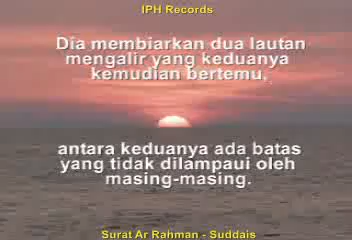 IPH Records
Dia membiarkan dua lautan
mengalir yang keduanya
kemudian bertemu,
antara keduanya ada batas
yang tidak dilampaui oleh
masing-masing.
Surat Ar Rahman - Suddais